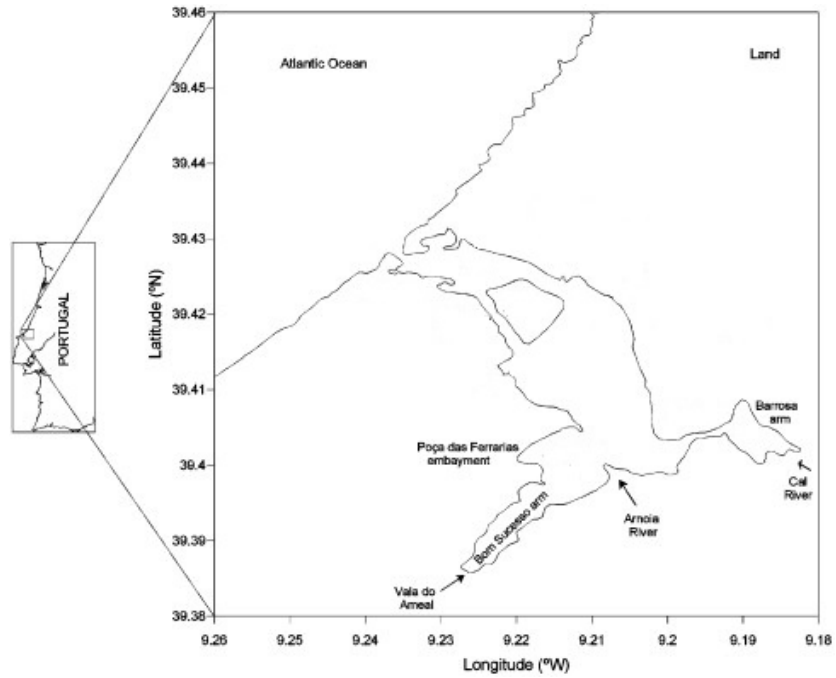 39.46
Atlantic Ocean
Land
39.45
39.44
39.43
39.42
39.41
39.4
39.39
39.38
Latitude (ºN)
PORTUGAL
Barrosa
arm
Poça das Ferrarias
embayment
Cal
River
Bom Sucesso arm
Arnoia
River
Vala do
Ameal
9.26
9.25
9.24
9.23
9.22
9.21
9.2
9.19
9.18
Longitude (ºW)